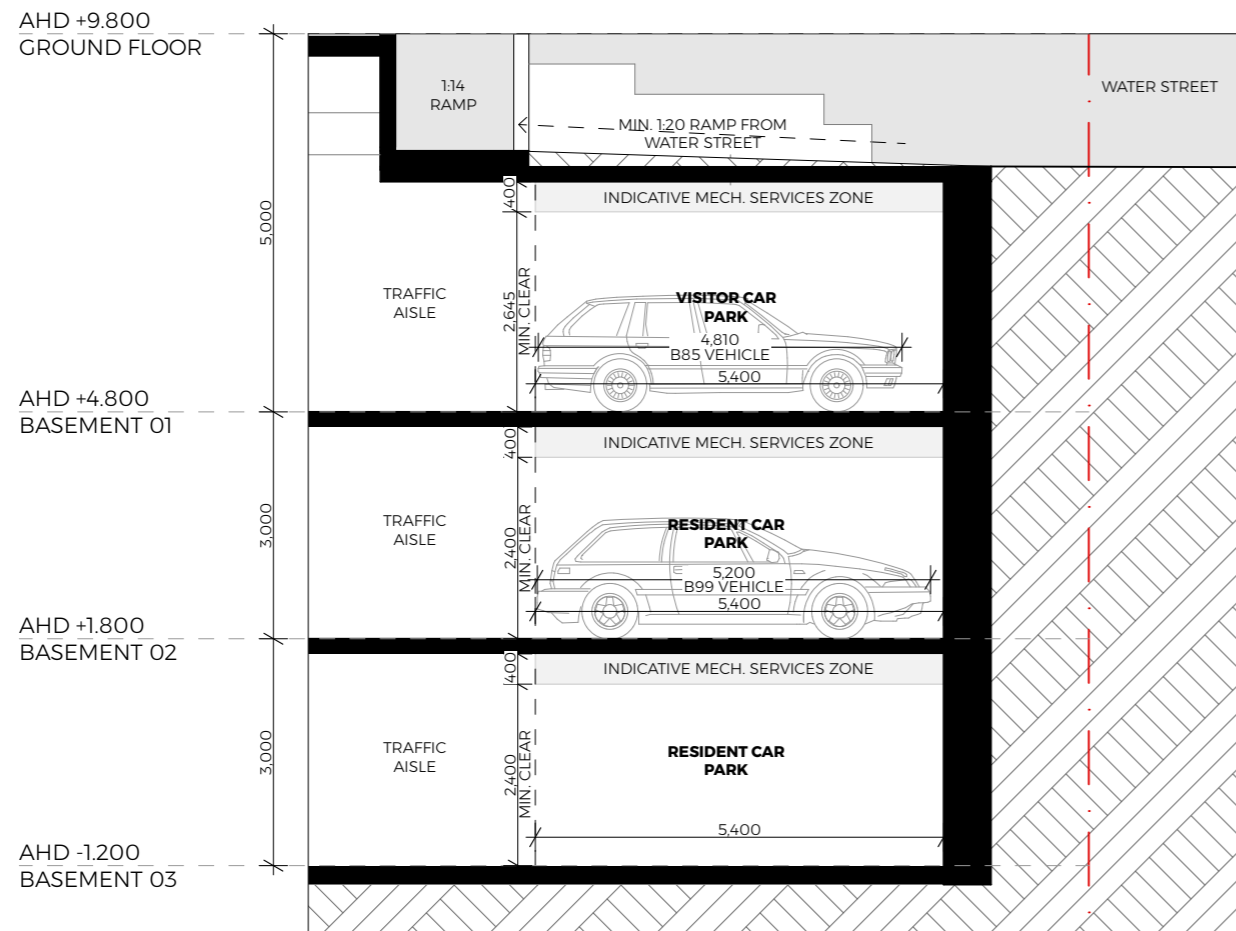 AHD +9.800
GROUND FLOOR
1:14
RAMP
WATER STREET
MIN. 1:20 RAMP FROM
WATER STREET
5,000
400
INDICATIVE MECH. SERVICES ZONE
TRAFFIC
AISLE
2,645
MIN. CLEAR
VISITOR CAR
PARK
4,810
B85 VEHICLE
5,400
AHD +4.800
BASEMENT 01
400
INDICATIVE MECH. SERVICES ZONE
3,000
TRAFFIC
AISLE
2,400
MIN. CLEAR
RESIDENT CAR
PARK
5,200
B99 VEHICLE
5,400
AHD +1.800
BASEMENT 02
400
INDICATIVE MECH. SERVICES ZONE
3,000
TRAFFIC
AISLE
2,400
MIN. CLEAR
RESIDENT CAR
PARK
5,400
AHD -1.200
BASEMENT 03